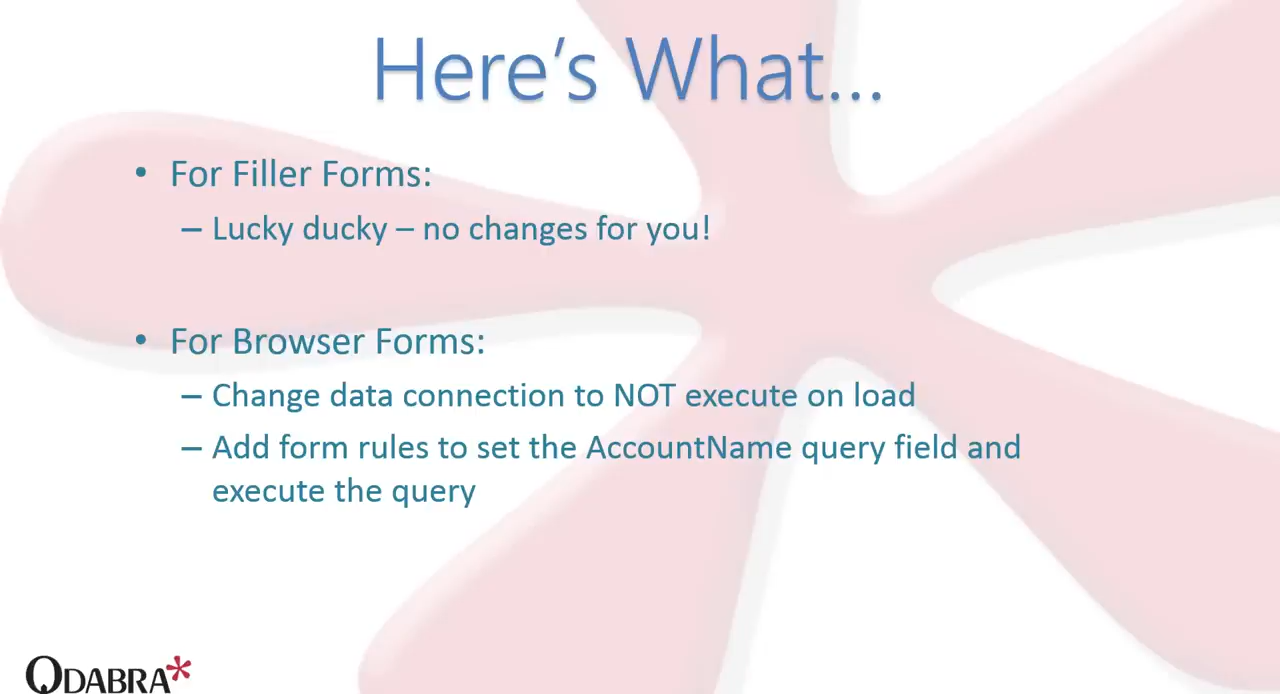 Here's What...
• For Filler Forms:
– Lucky ducky – no changes for you!
• For Browser Forms:
– Change data connection to NOT execute on load
– Add form rules to set the AccountName query field and
execute the query
QDABRA*